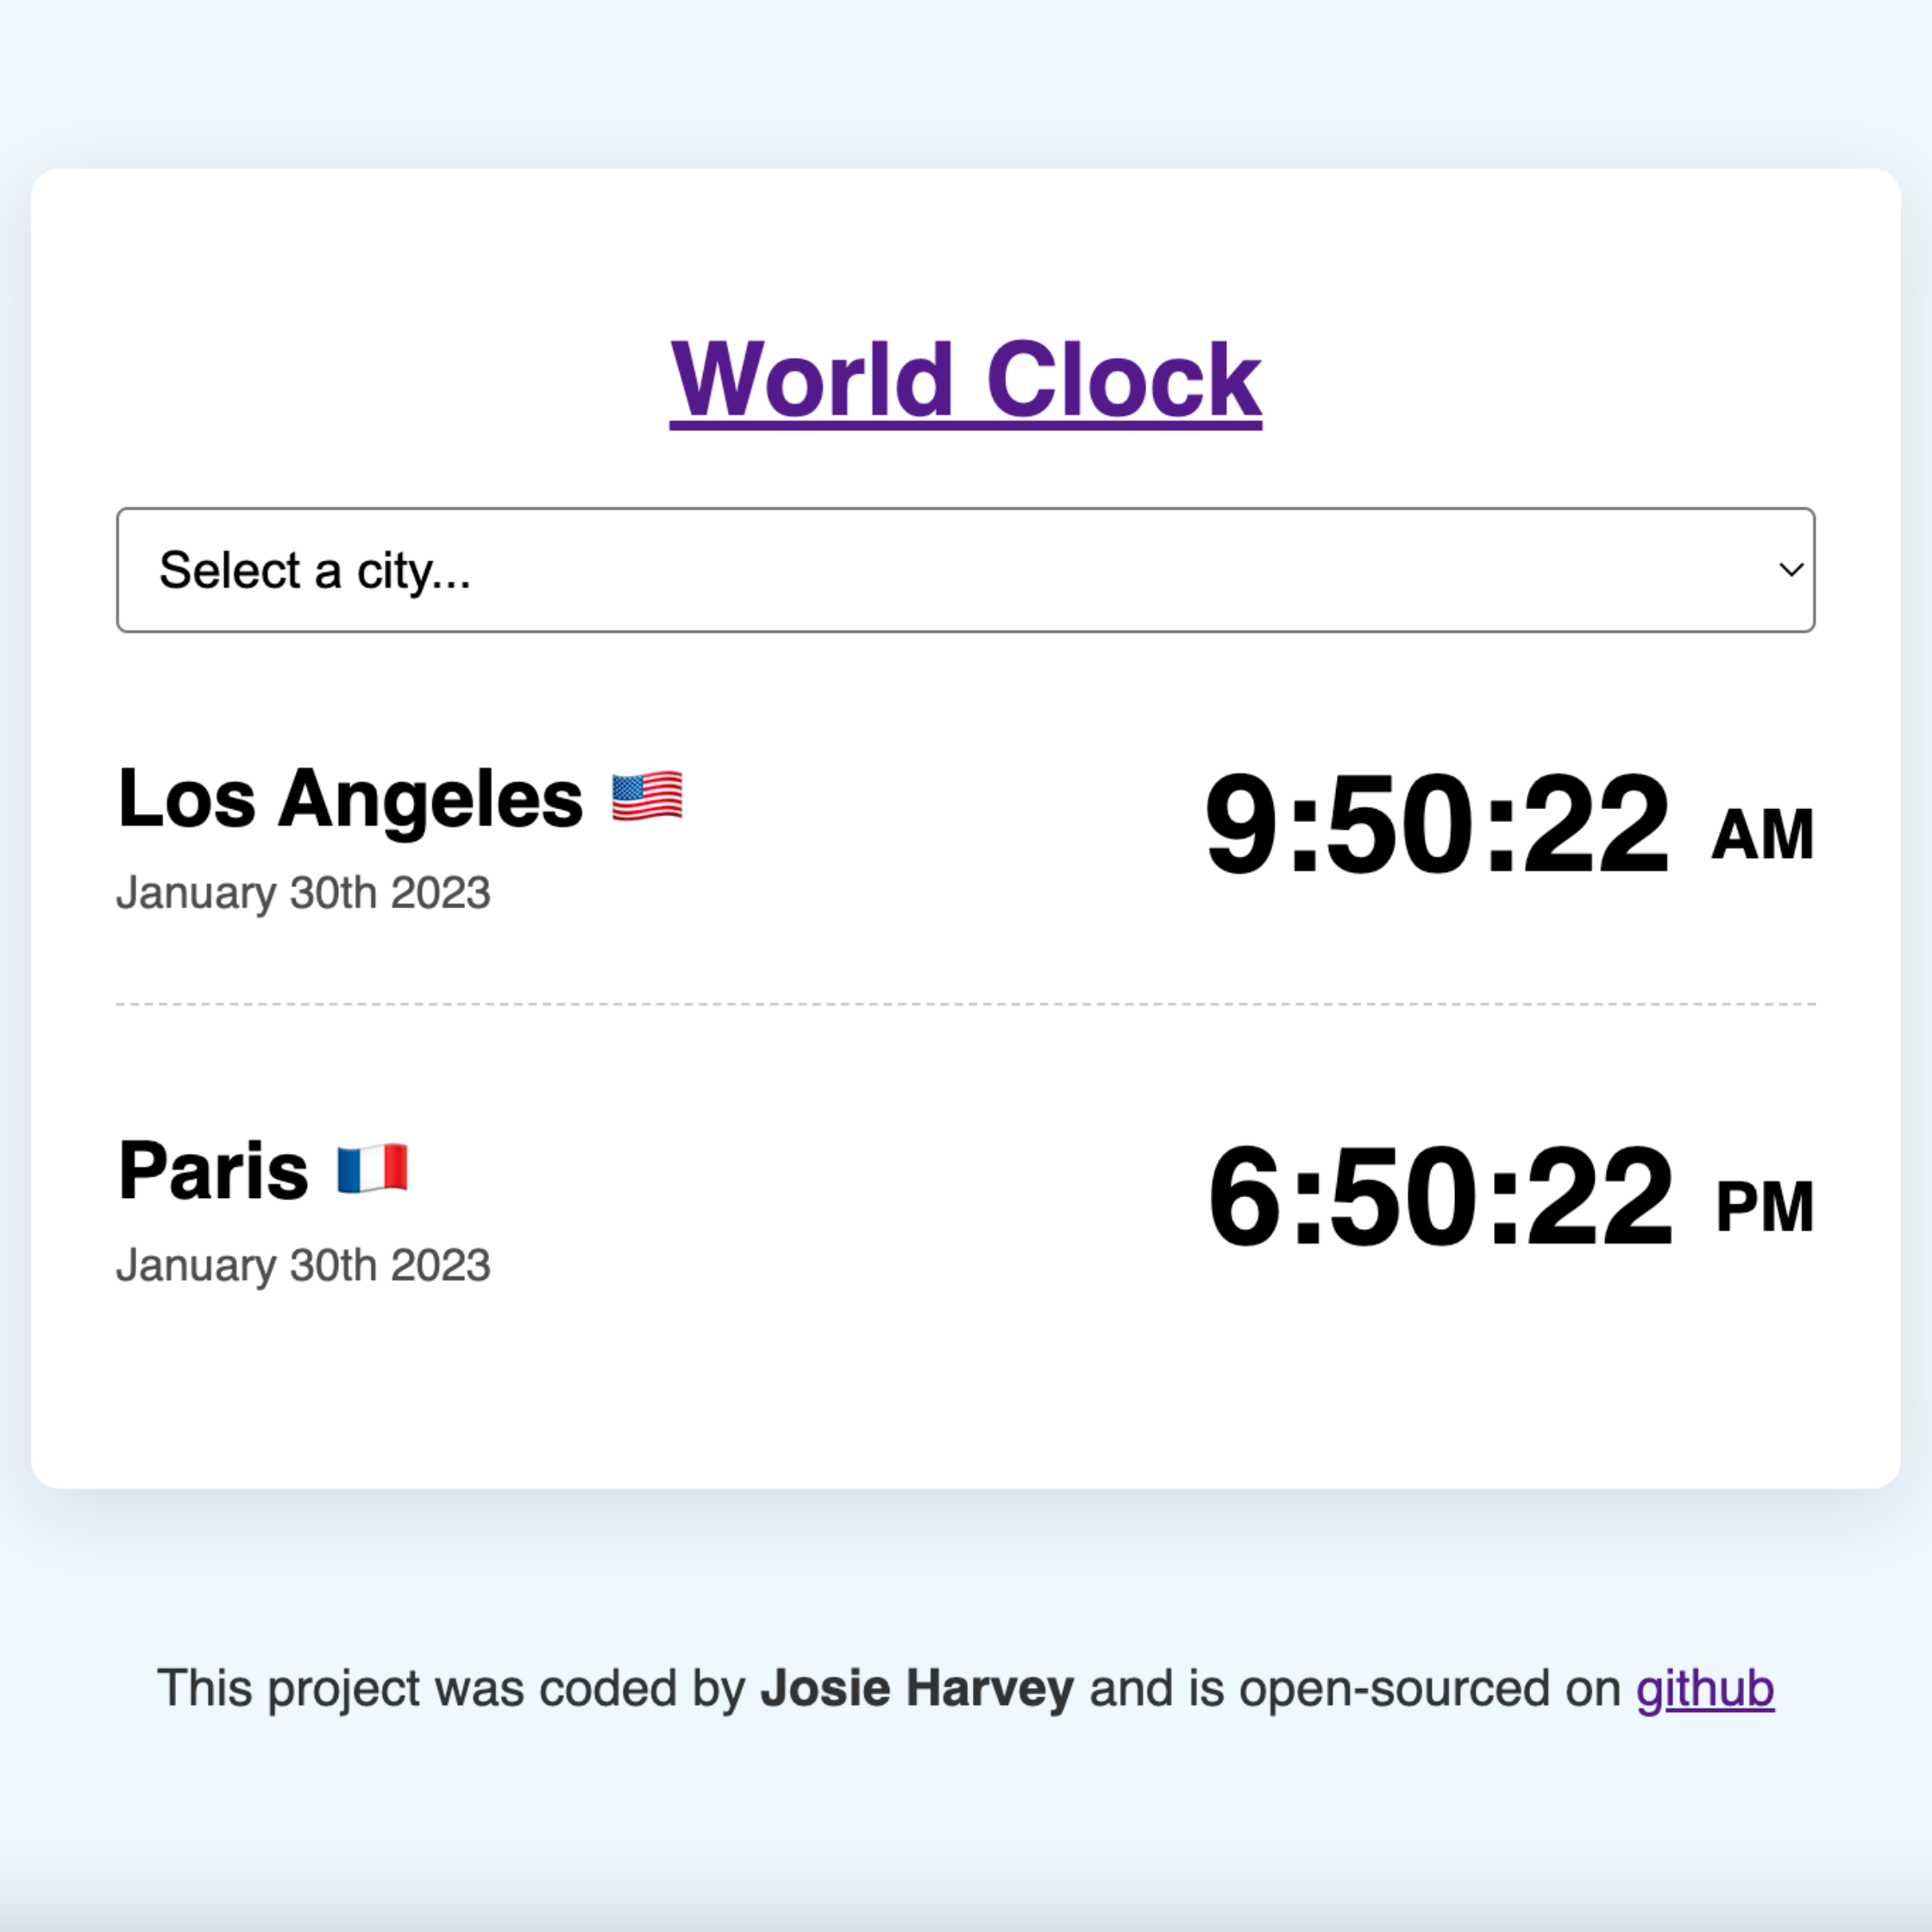 World Clock
Select a city...
Los Angeles 🇺🇸
9:50:22 AM
January 30th 2023
Paris 🇫🇷
6:50:22 PM
January 30th 2023
This project was coded by Josie Harvey and is open-sourced on github